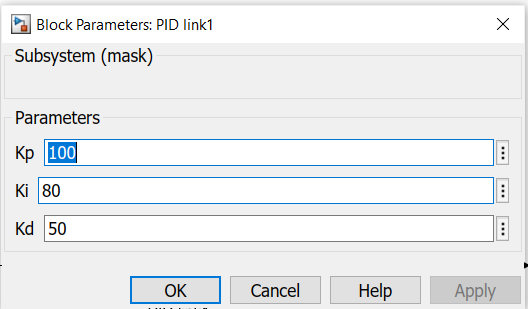 Block Parameters: PID link1
Subsystem (mask)
Parameters
Kp 100
Ki 80
Kd 50
OK Cancel Help Apply